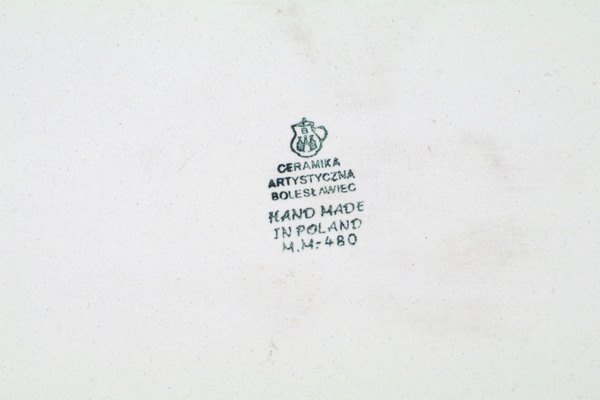 CERAMIKA
ARTYSTYCZNA
BOLESŁAWIEC
HAND MADE
IN POLAND
M.M-480